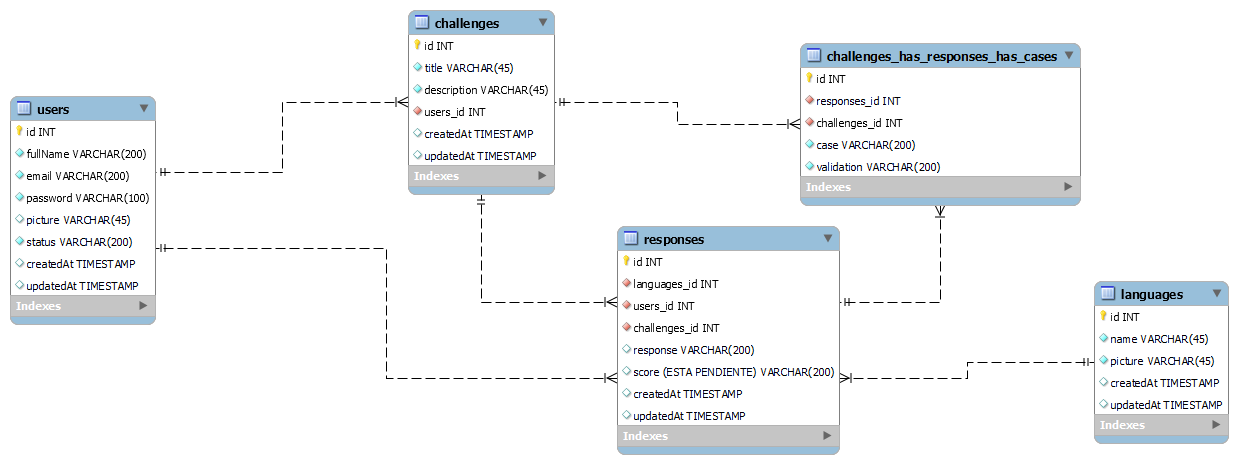 users
id INT
fullName VARCHAR(200)
email VARCHAR(200)
password VARCHAR(100)
picture VARCHAR(45)
status VARCHAR(200)
createdAt TIMESTAMP
updatedAt TIMESTAMP
Indexes
challenges
id INT
title VARCHAR(45)
description VARCHAR(45)
users_id INT
createdAt TIMESTAMP
updatedAt TIMESTAMP
Indexes
challenges_has_responses_has_cases
id INT
responses_id INT
challenges_id INT
case VARCHAR(200)
validation VARCHAR(200)
Indexes
responses
id INT
languages_id INT
users_id INT
challenges_id INT
response VARCHAR(200)
score (ESTA PENDIENTE) VARCHAR(200)
createdAt TIMESTAMP
updatedAt TIMESTAMP
Indexes
languages
id INT
name VARCHAR(45)
picture VARCHAR(45)
createdAt TIMESTAMP
updatedAt TIMESTAMP
Indexes